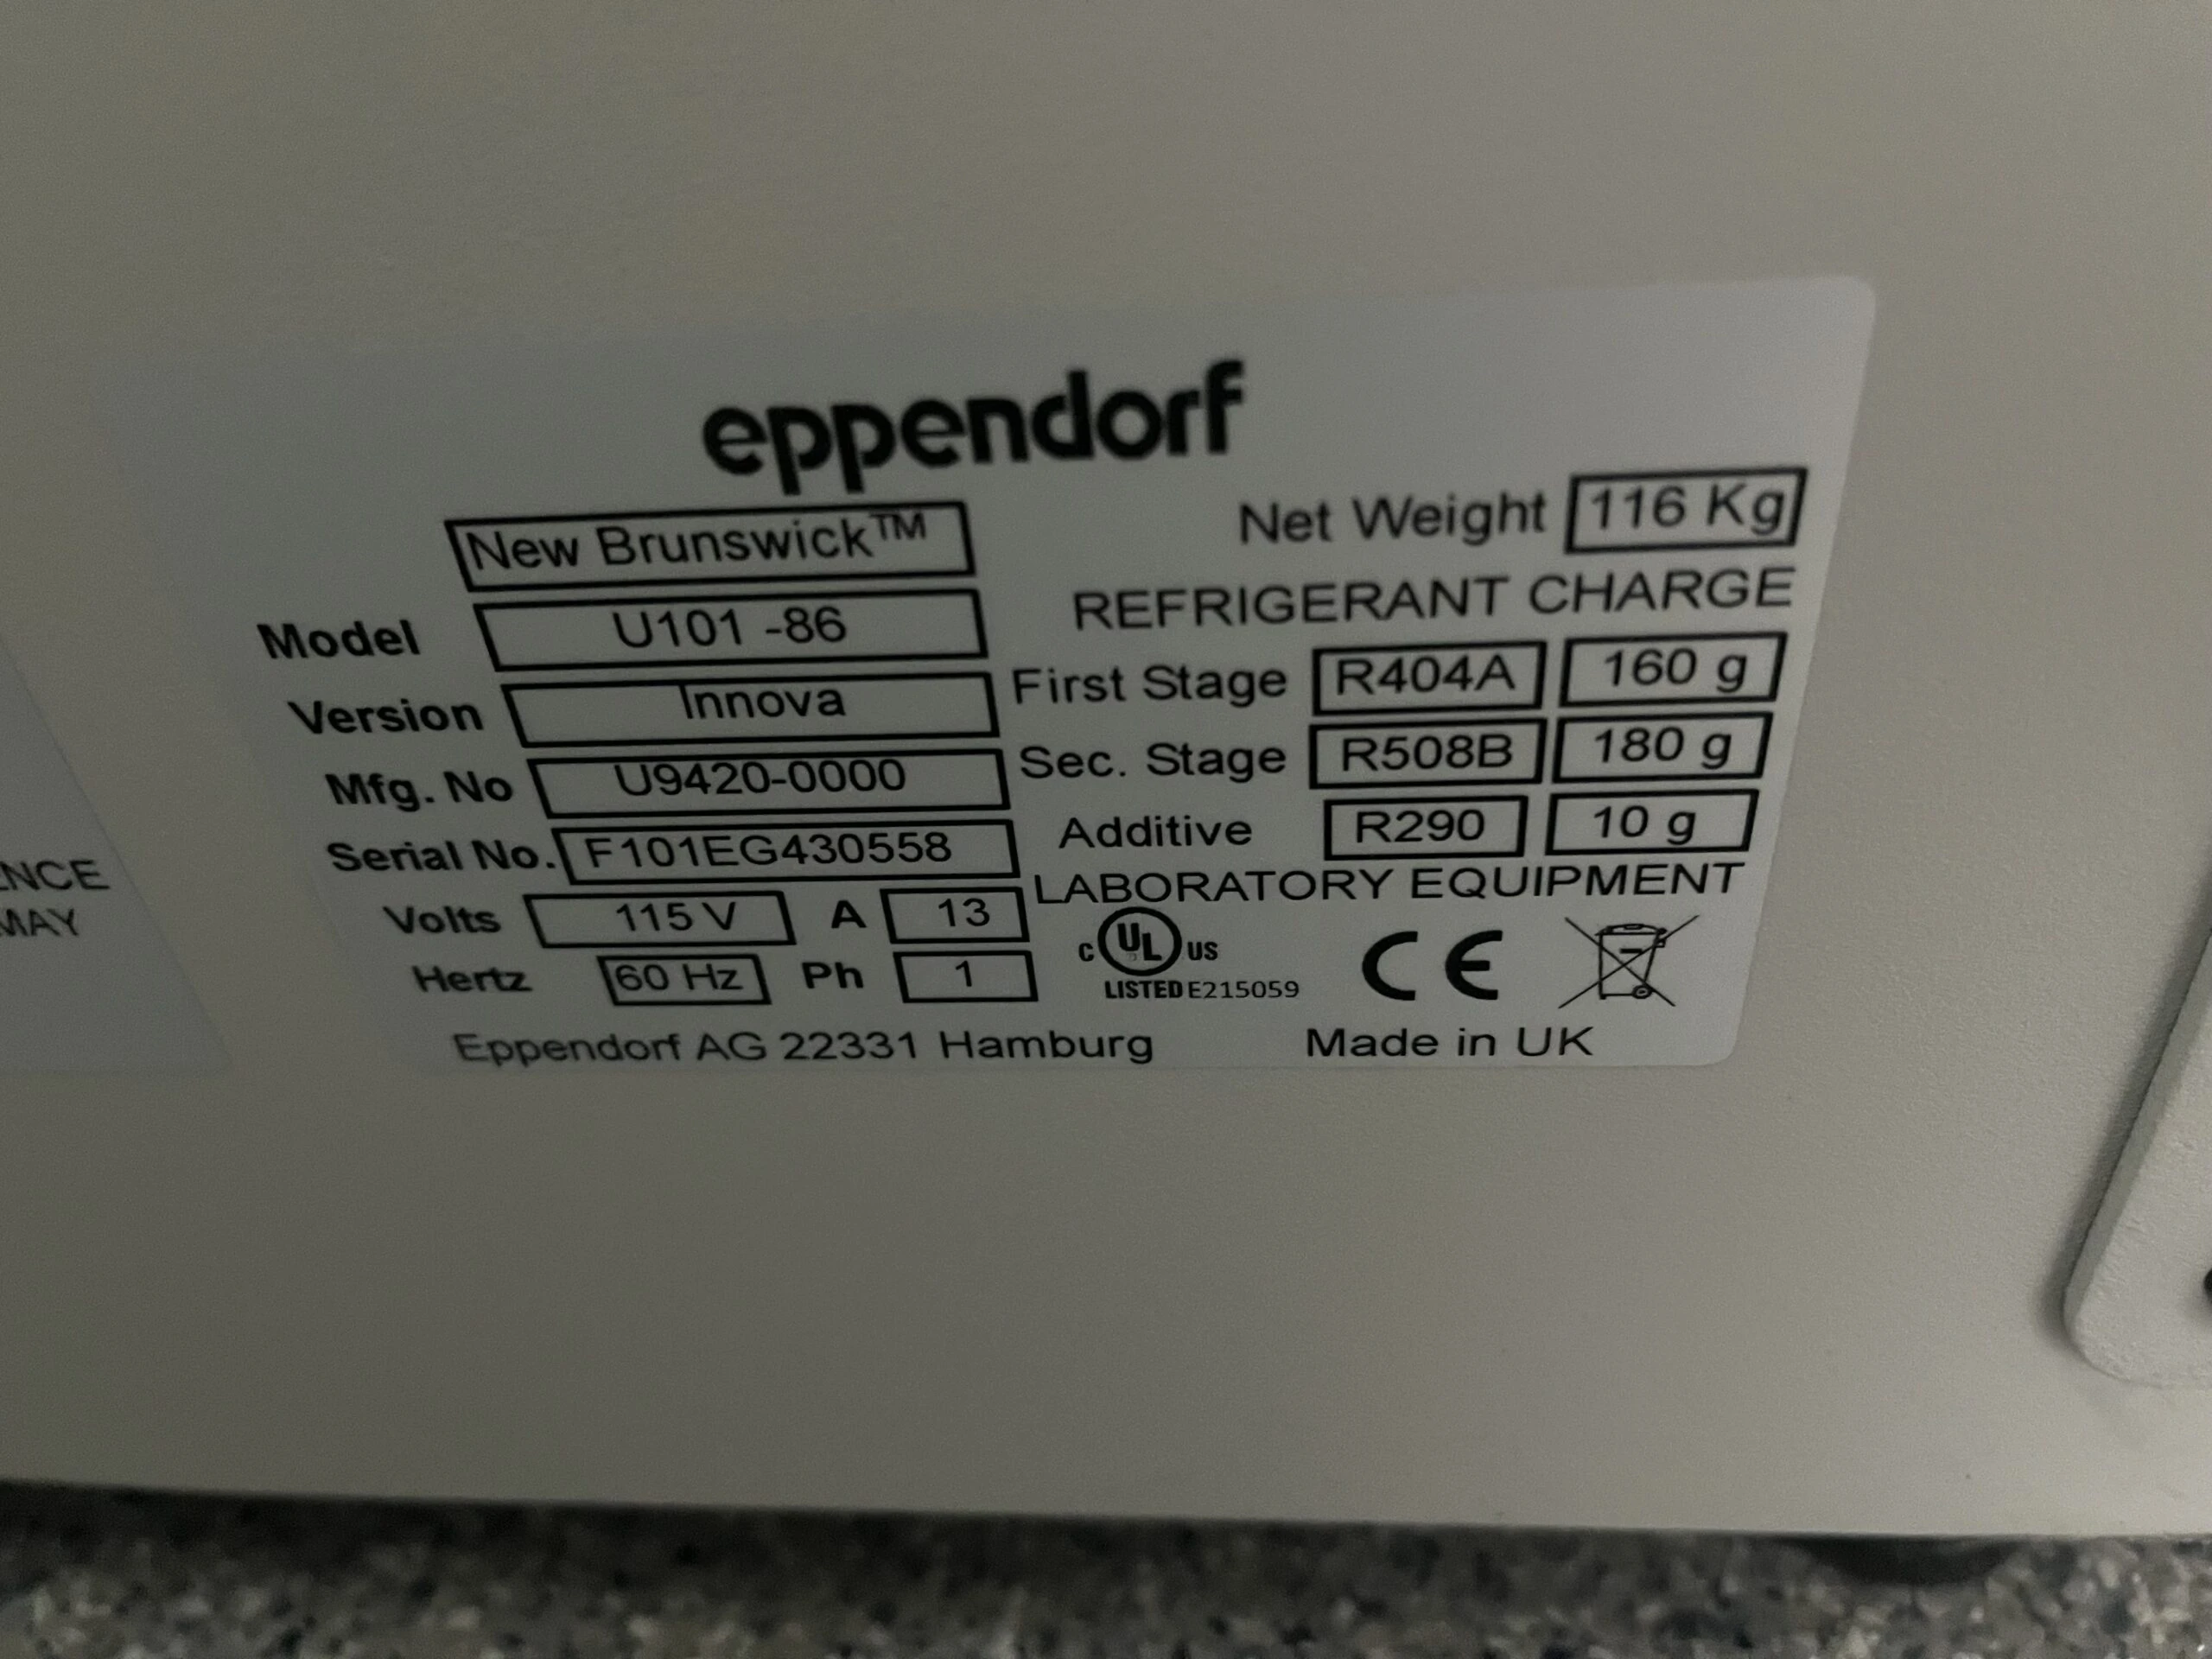 eppendorf
New Brunswick™
Model U101 -86
Version Innova
Mfg. No U9420-0000
Serial No. F101EG430558
Volts 115 V A 13
Hertz 60 Hz Ph 1
Net Weight 116 Kg
REFRIGERANT CHARGE
First Stage R404A 160 g
Sec. Stage R508B 180 g
Additive R290 10 g
LABORATORY EQUIPMENT
C UL US
LISTED E215059
CE
Eppendorf AG 22331 Hamburg
Made in UK
MAY